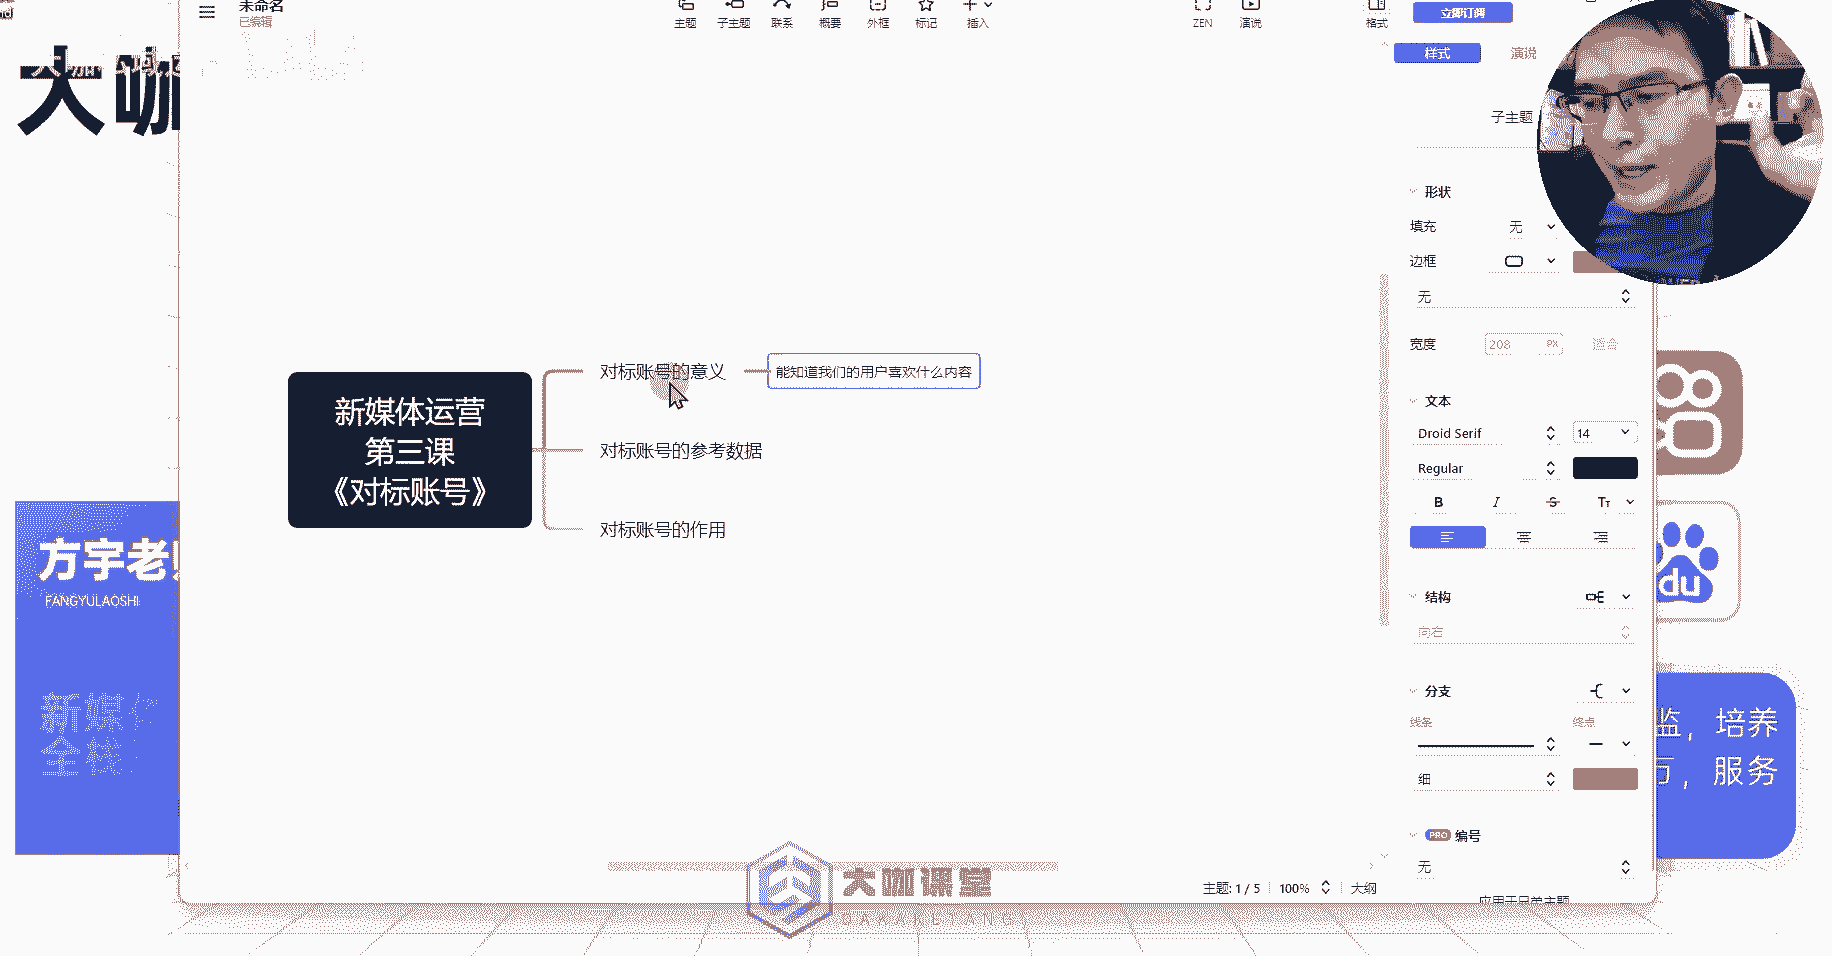 未命名
已编辑
主题
子主题
联系
概要
外框
标记
插入
ZEN
演说
格式
立即订阅
大咖
样式
演说
子主题
形状
填充
无
边框
无
宽度
208
PX
适合
能知道我们的用户喜欢什么内容
对标账号的意义
对标账号的参考数据
对标账号的作用
新媒体运营
第三课
《对标账号》
文本
Droid Serif
14
Regular
B
I
S
Tт
方宇老
FANGYULAOSHI
du
结构
向右
分支
线条
终点
细
新媒
全栈
培养
服务
PRO 编号
无
大咖课堂
DAKAKETANG
主题: 1 / 5
100%
大纲
应用于兄弟主题